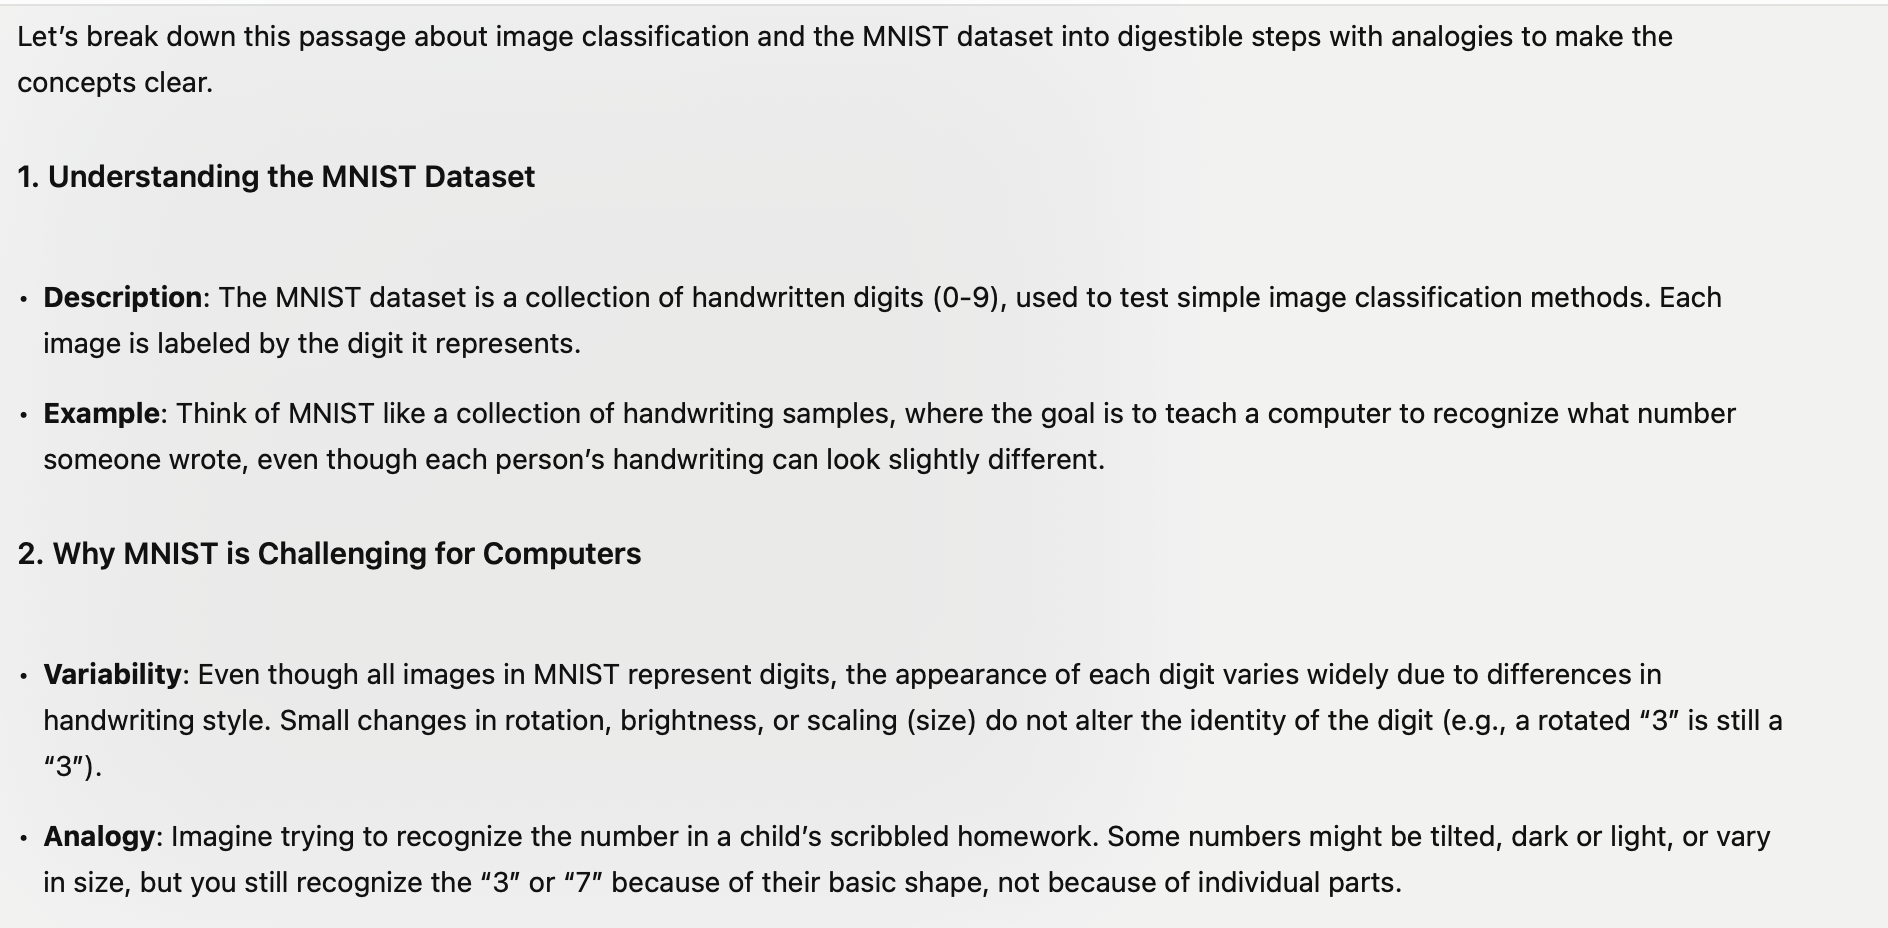 Let’s break down this passage about image classification and the MNIST dataset into digestible steps with analogies to make the
concepts clear.
1. Understanding the MNIST Dataset
• Description: The MNIST dataset is a collection of handwritten digits (0-9), used to test simple image classification methods. Each
image is labeled by the digit it represents.
• Example: Think of MNIST like a collection of handwriting samples, where the goal is to teach a computer to recognize what number
someone wrote, even though each person’s handwriting can look slightly different.
2. Why MNIST is Challenging for Computers
• Variability: Even though all images in MNIST represent digits, the appearance of each digit varies widely due to differences in
handwriting style. Small changes in rotation, brightness, or scaling (size) do not alter the identity of the digit (e.g., a rotated “3” is still a
“3”).
• Analogy: Imagine trying to recognize the number in a child’s scribbled homework. Some numbers might be tilted, dark or light, or vary
in size, but you still recognize the “3” or “7” because of their basic shape, not because of individual parts.